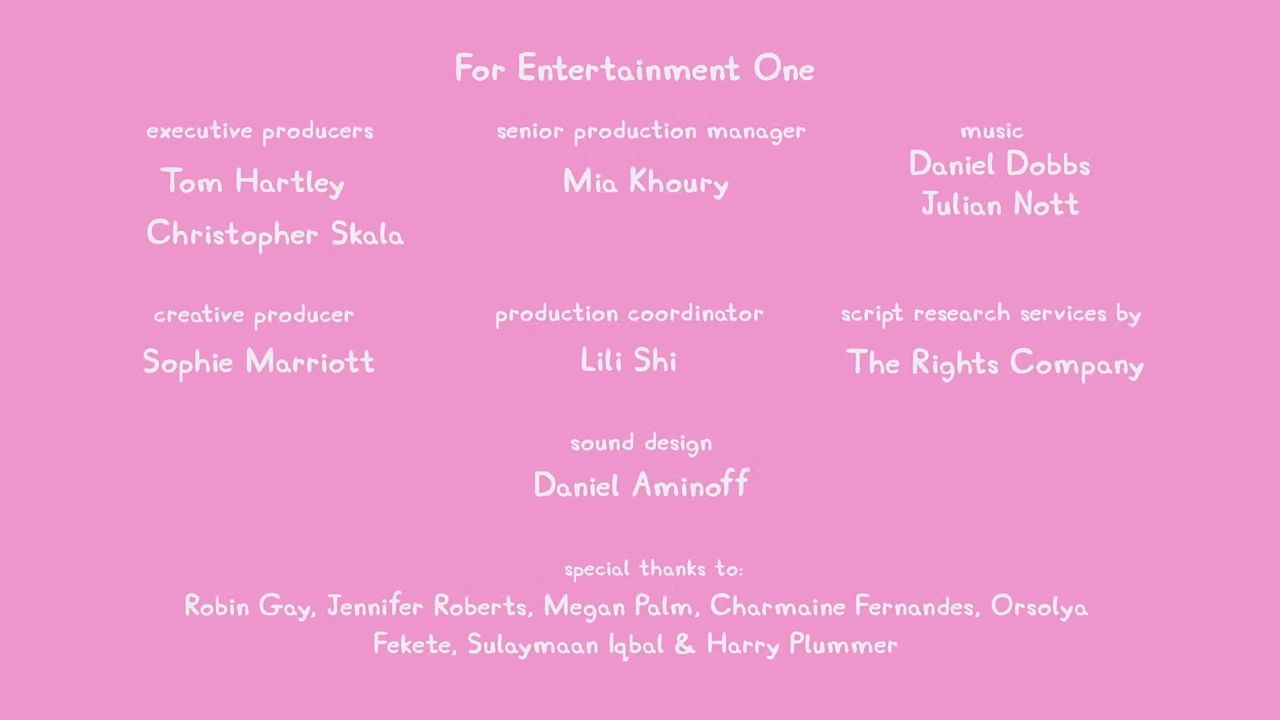 For Entertainment One
executive producers
Tom Hartley
Christopher Skala
senior production manager
Mia Khoury
music
Daniel Dobbs
Julian Nott
creative producer
Sophie Marriott
production coordinator
Lili Shi
script research services by
The Rights Company
sound design
Daniel Aminoff
special thanks to:
Robin Gay, Jennifer Roberts, Megan Palm, Charmaine Fernandes, Orsolya
Fekete, Sulaymaan Iqbal & Harry Plummer